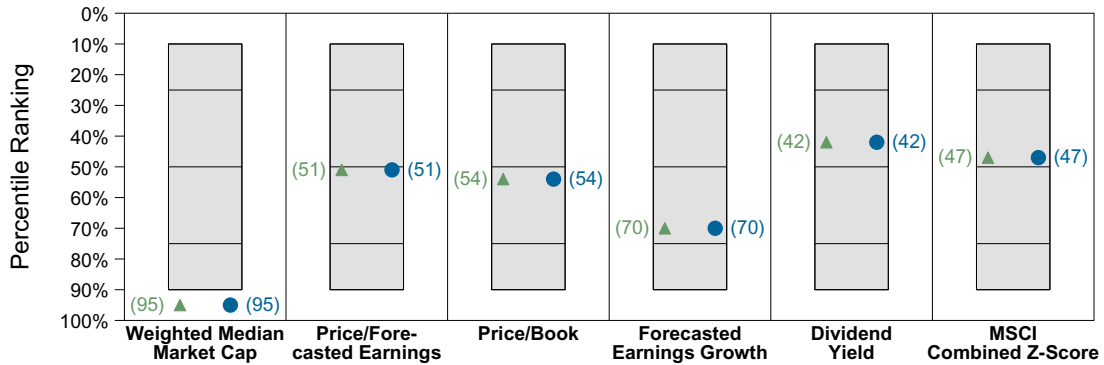 Percentile Ranking
0%
10%
20%
30%
40%
50%
60%
70%
80%
90%
100%
(95) (95)
(51) (51)
(54) (54)
(70) (70)
(42) (42)
(47) (47)
Weighted Median
Market Cap
Price/Fore-
casted Earnings
Price/Book
Forecasted
Earnings Growth
Dividend
Yield
MSCI
Combined Z-Score